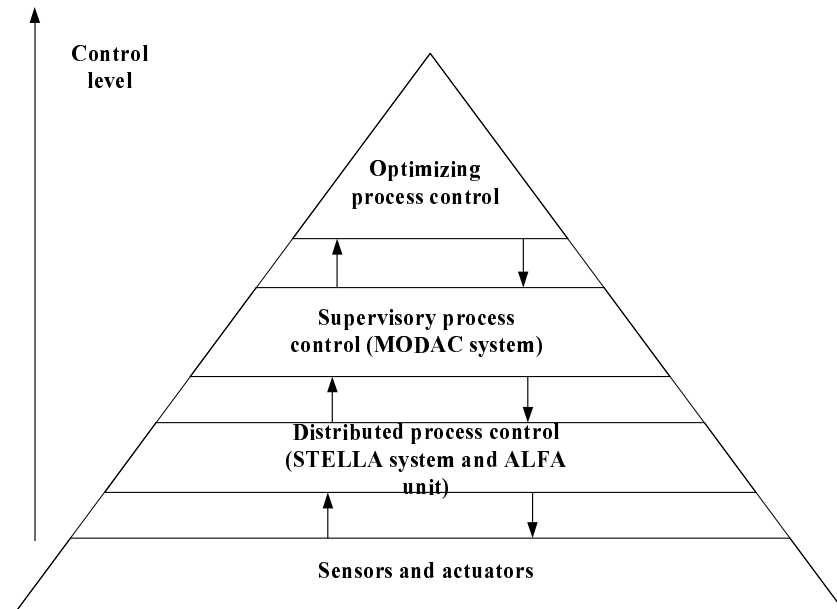 Control
level
Optimizing
process control
Supervisory process
control (MODAC system)
Distributed process control
(STELLA system and ALFA
unit)
Sensors and actuators